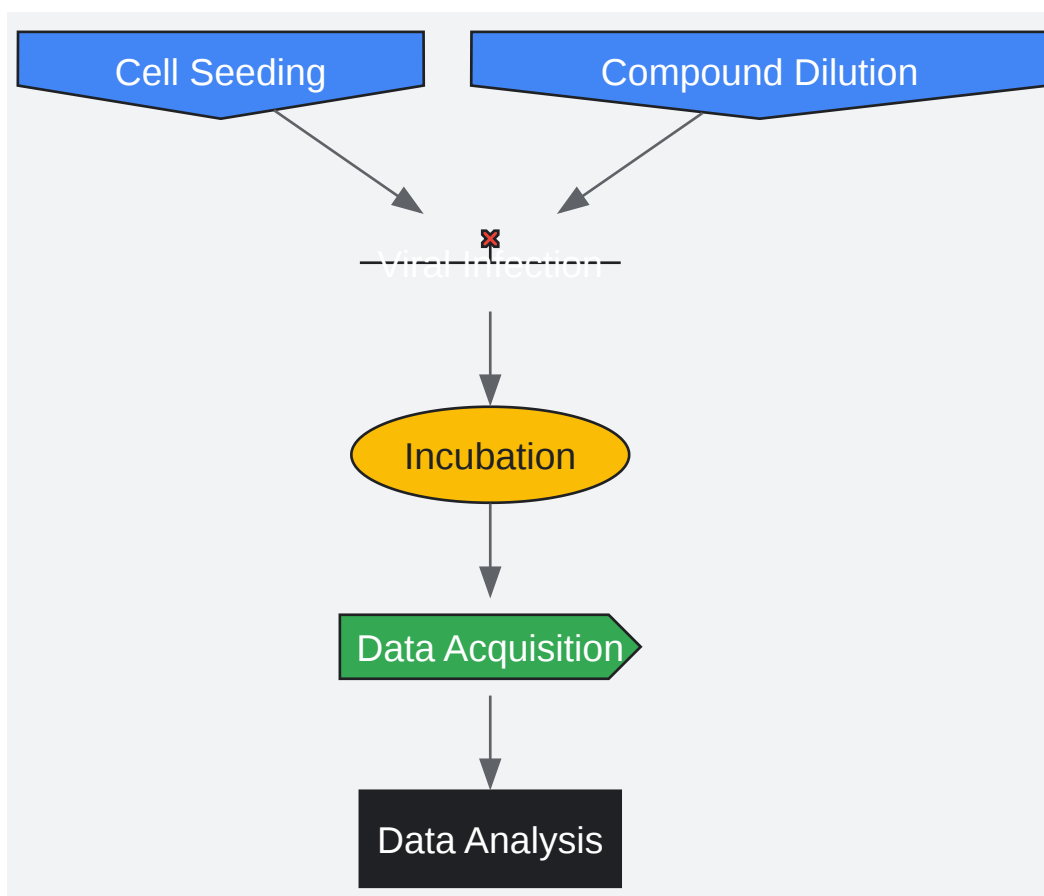 Cell Seeding
Compound Dilution
Viral Infection
Incubation
Data Acquisition
Data Analysis